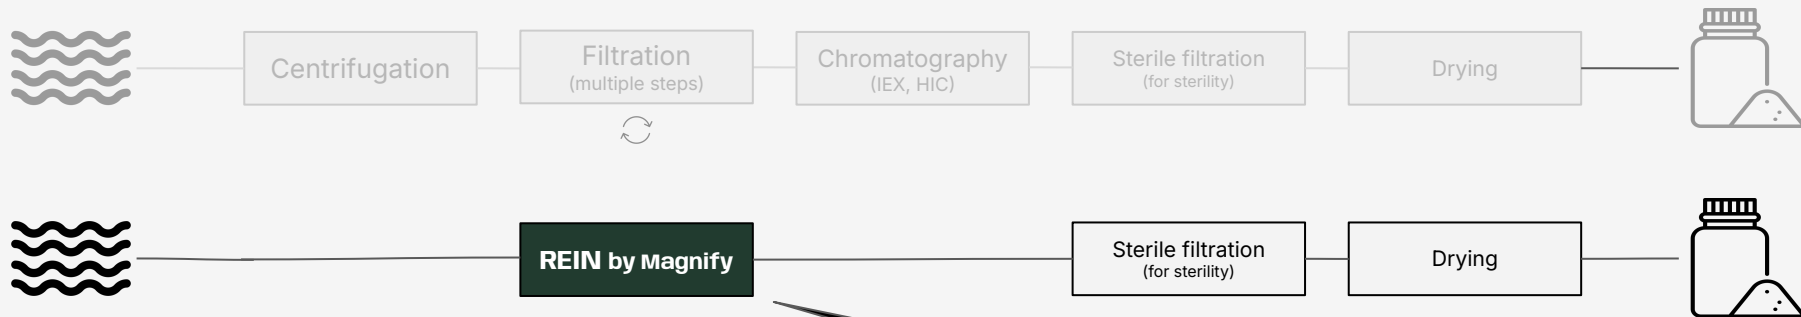 Centrifugation
Filtration
(multiple steps)
Chromatography
(IEX, HIC)
Sterile filtration
(for sterility)
Drying
REIN by Magnify
Sterile filtration
(for sterility)
Drying